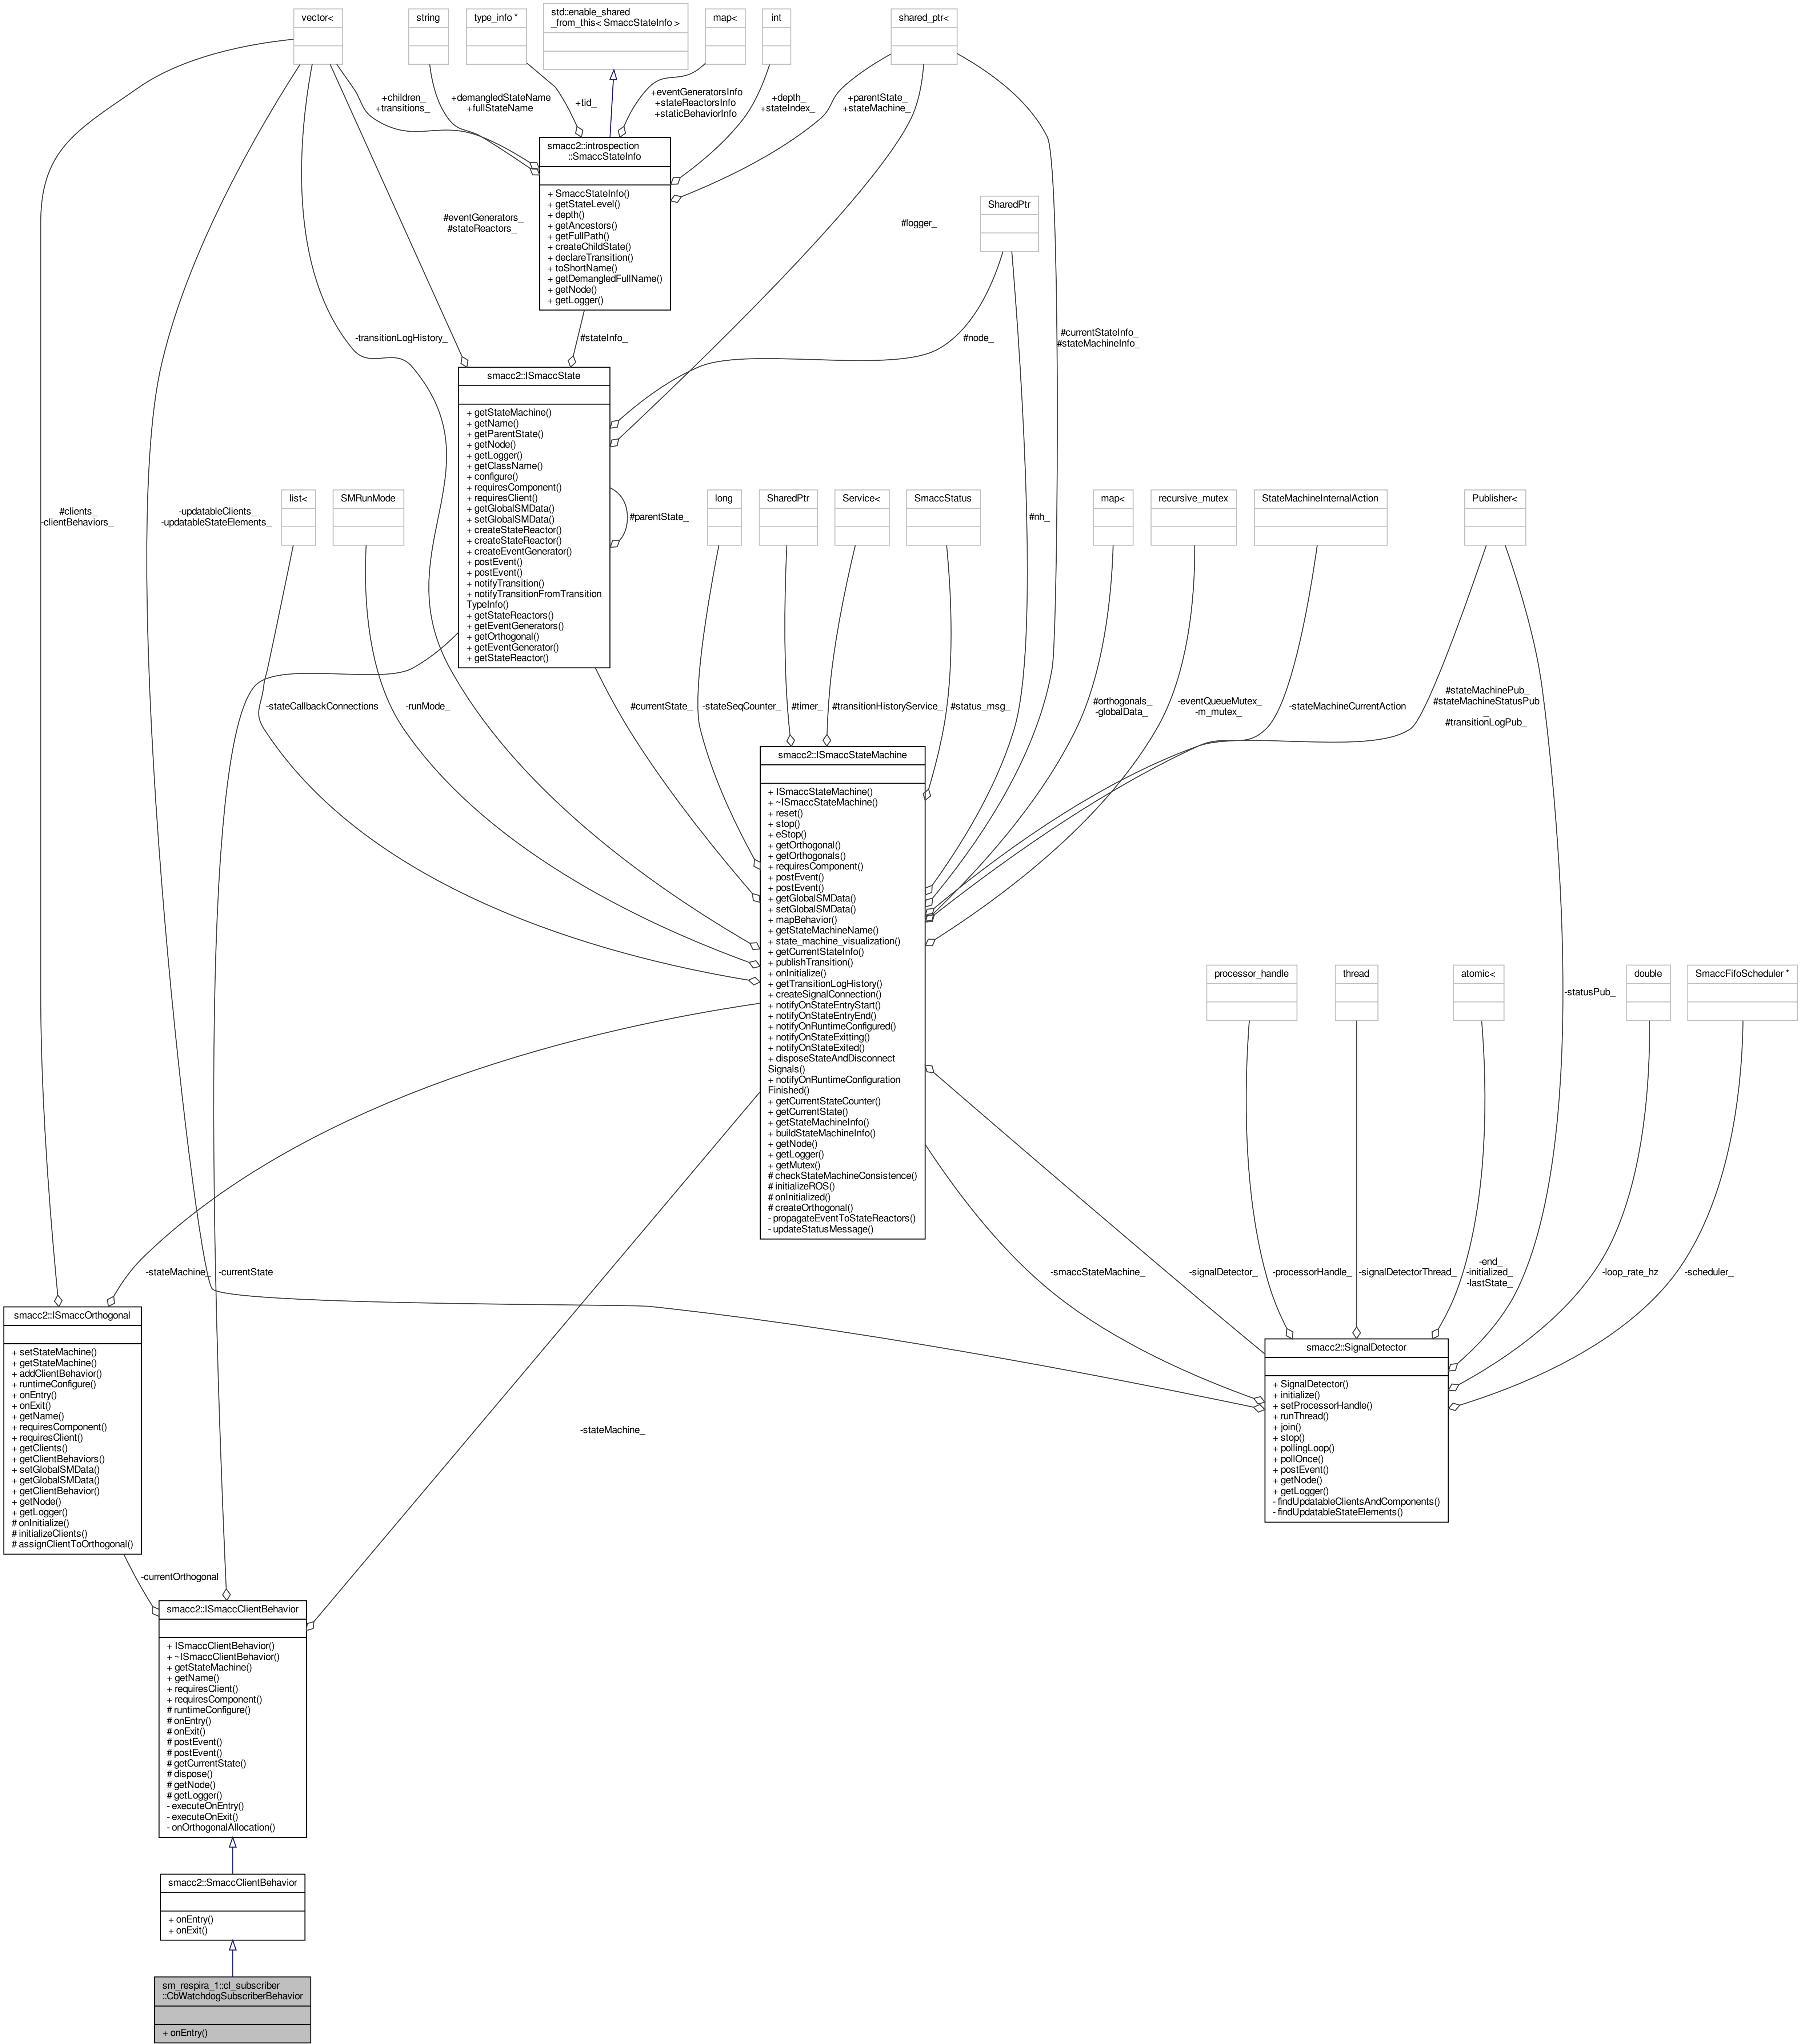 vector<
string
type_info *
std::enable_shared
_from_this< SmaccStateInfo >
map<
int
shared_ptr<
+children_
+transitions_
+demangledStateName
+fullStateName
+tid_
+eventGeneratorsInfo
+stateReactorsInfo
+staticBehaviorInfo
+depth_
+stateIndex_
+parentState_
+stateMachine_
smacc2::introspection
::SmaccStateInfo
+ SmaccStateInfo()
+ getStateLevel()
+ depth()
+ getAncestors()
+ getFullPath()
+ createChildState()
+ declareTransition()
+ toShortName()
+ getDemangledFullName()
+ getNode()
+ getLogger()
SharedPtr
#eventGenerators_
#stateReactors_
#logger_
-transitionLogHistory_
#stateInfo_
#node_
#currentStateInfo_
#stateMachineInfo_
smacc2::ISmaccState
+ getStateMachine()
+ getName()
+ getParentState()
+ getNode()
+ getLogger()
+ getClassName()
+ configure()
+ requiresComponent()
+ requiresClient()
+ getGlobalSMData()
+ setGlobalSMData()
+ createStateReactor()
+ createStateReactor()
+ createEventGenerator()
+ postEvent()
+ postEvent()
+ notifyTransition()
+ notifyTransitionFromTransition
TypeInfo()
+ getStateReactors()
+ getEventGenerators()
+ getOrthogonal()
+ getEventGenerator()
+ getStateReactor()
#clients_
-clientBehaviors_
-updatableClients_
-updatableStateElements_
list<
SMRunMode
#parentState_
long
SharedPtr
Service<
SmaccStatus
#nh_
map<
recursive_mutex
StateMachineInternalAction
Publisher<
-stateCallbackConnections
-runMode_
#currentState_
-stateSeqCounter_
#timer_
#transitionHistoryService_
#status_msg_
#orthogonals_
-globalData_
-eventQueueMutex_
-m_mutex_
-stateMachineCurrentAction
#stateMachinePub_
#stateMachineStatusPub
_
#transitionLogPub_
smacc2::ISmaccStateMachine
+ ISmaccStateMachine()
+ ~ISmaccStateMachine()
+ reset()
+ stop()
+ eStop()
+ getOrthogonal()
+ getOrthogonals()
+ requiresComponent()
+ postEvent()
+ postEvent()
+ getGlobalSMData()
+ setGlobalSMData()
+ mapBehavior()
+ getStateMachineName()
+ state_machine_visualization()
+ getCurrentStateInfo()
+ publishTransition()
+ onInitialize()
+ getTransitionLogHistory()
+ createSignalConnection()
+ notifyOnStateEntryStart()
+ notifyOnStateEntryEnd()
+ notifyOnRuntimeConfigured()
+ notifyOnStateExitting()
+ notifyOnStateExited()
+ disposeStateAndDisconnect
Signals()
+ notifyOnRuntimeConfiguration
Finished()
+ getCurrentStateCounter()
+ getCurrentState()
+ getStateMachineInfo()
+ buildStateMachineInfo()
+ getNode()
+ getLogger()
+ getMutex()
# checkStateMachineConsistence()
# initializeROS()
# onInitialized()
# createOrthogonal()
- propagateEventToStateReactors()
- updateStatusMessage()
processor_handle
thread
atomic<
-statusPub_
double
SmaccFifoScheduler *
-stateMachine_
-currentState
-smaccStateMachine_
-signalDetector_
-processorHandle_
-signalDetectorThread_
-end_
-initialized_
-lastState_
-loop_rate_hz
-scheduler_
smacc2::ISmaccOrthogonal
+ setStateMachine()
+ getStateMachine()
+ addClientBehavior()
+ runtimeConfigure()
+ onEntry()
+ onExit()
+ getName()
+ requiresComponent()
+ requiresClient()
+ getClients()
+ getClientBehaviors()
+ setGlobalSMData()
+ getGlobalSMData()
+ getClientBehavior()
+ getNode()
+ getLogger()
# onInitialize()
# initializeClients()
# assignClientToOrthogonal()
smacc2::SignalDetector
+ SignalDetector()
+ initialize()
+ setProcessorHandle()
+ runThread()
+ join()
+ stop()
+ pollingLoop()
+ pollOnce()
+ postEvent()
+ getNode()
+ getLogger()
- findUpdatableClientsAndComponents()
- findUpdatableStateElements()
-stateMachine_
-currentOrthogonal
smacc2::ISmaccClientBehavior
+ ISmaccClientBehavior()
+ ~ISmaccClientBehavior()
+ getStateMachine()
+ getName()
+ requiresClient()
+ requiresComponent()
# runtimeConfigure()
# onEntry()
# onExit()
# postEvent()
# postEvent()
# getCurrentState()
# dispose()
# getNode()
# getLogger()
- executeOnEntry()
- executeOnExit()
- onOrthogonalAllocation()
smacc2::SmaccClientBehavior
+ onEntry()
+ onExit()
sm_respira_1::cl_subscriber
::CbWatchdogSubscriberBehavior
+ onEntry()